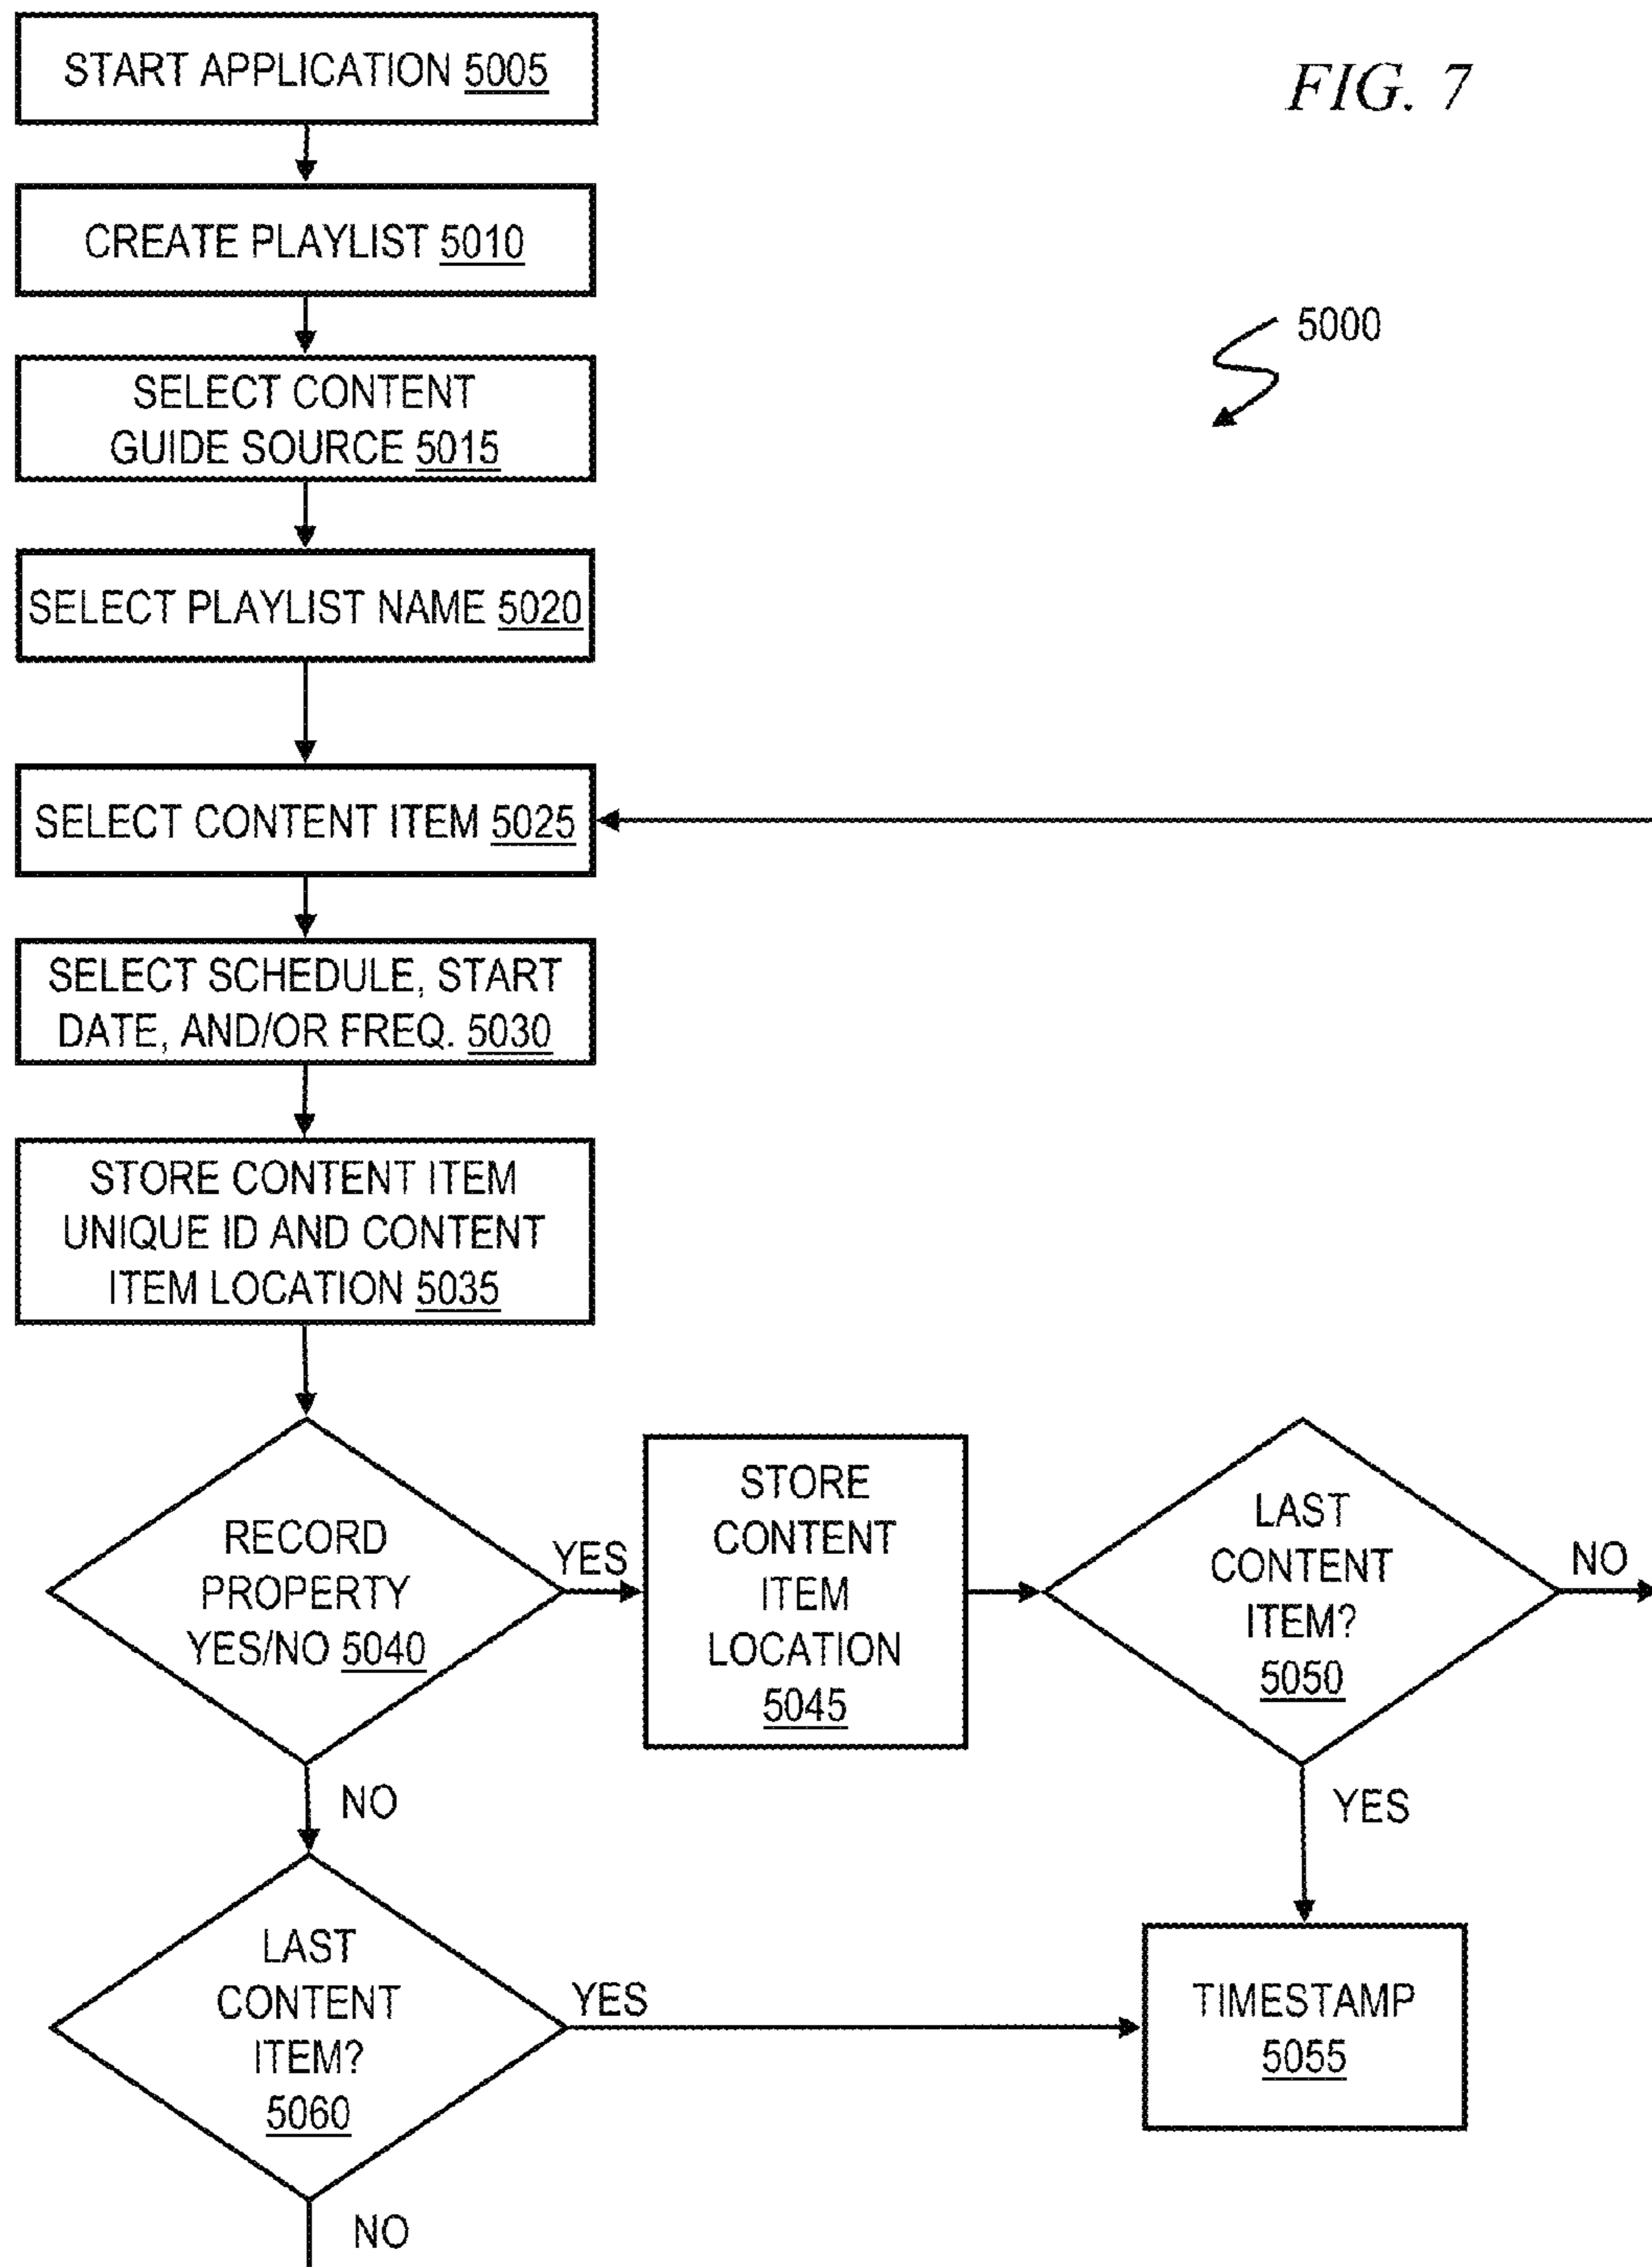 START APPLICATION 5005
FIG. 7
CREATE PLAYLIST 5010
5000
SELECT CONTENT
GUIDE SOURCE 5015
SELECT PLAYLIST NAME 5020
SELECT CONTENT ITEM 5025
SELECT SCHEDULE, START
DATE, AND/OR FREQ. 5030
STORE CONTENT ITEM
UNIQUE ID AND CONTENT
ITEM LOCATION 5035
RECORD
PROPERTY
YES/NO 5040
YES
STORE
CONTENT
ITEM
LOCATION
5045
LAST
CONTENT
ITEM?
5050
NO
NO
YES
LAST
CONTENT
ITEM?
5060
YES
TIMESTAMP
5055
NO